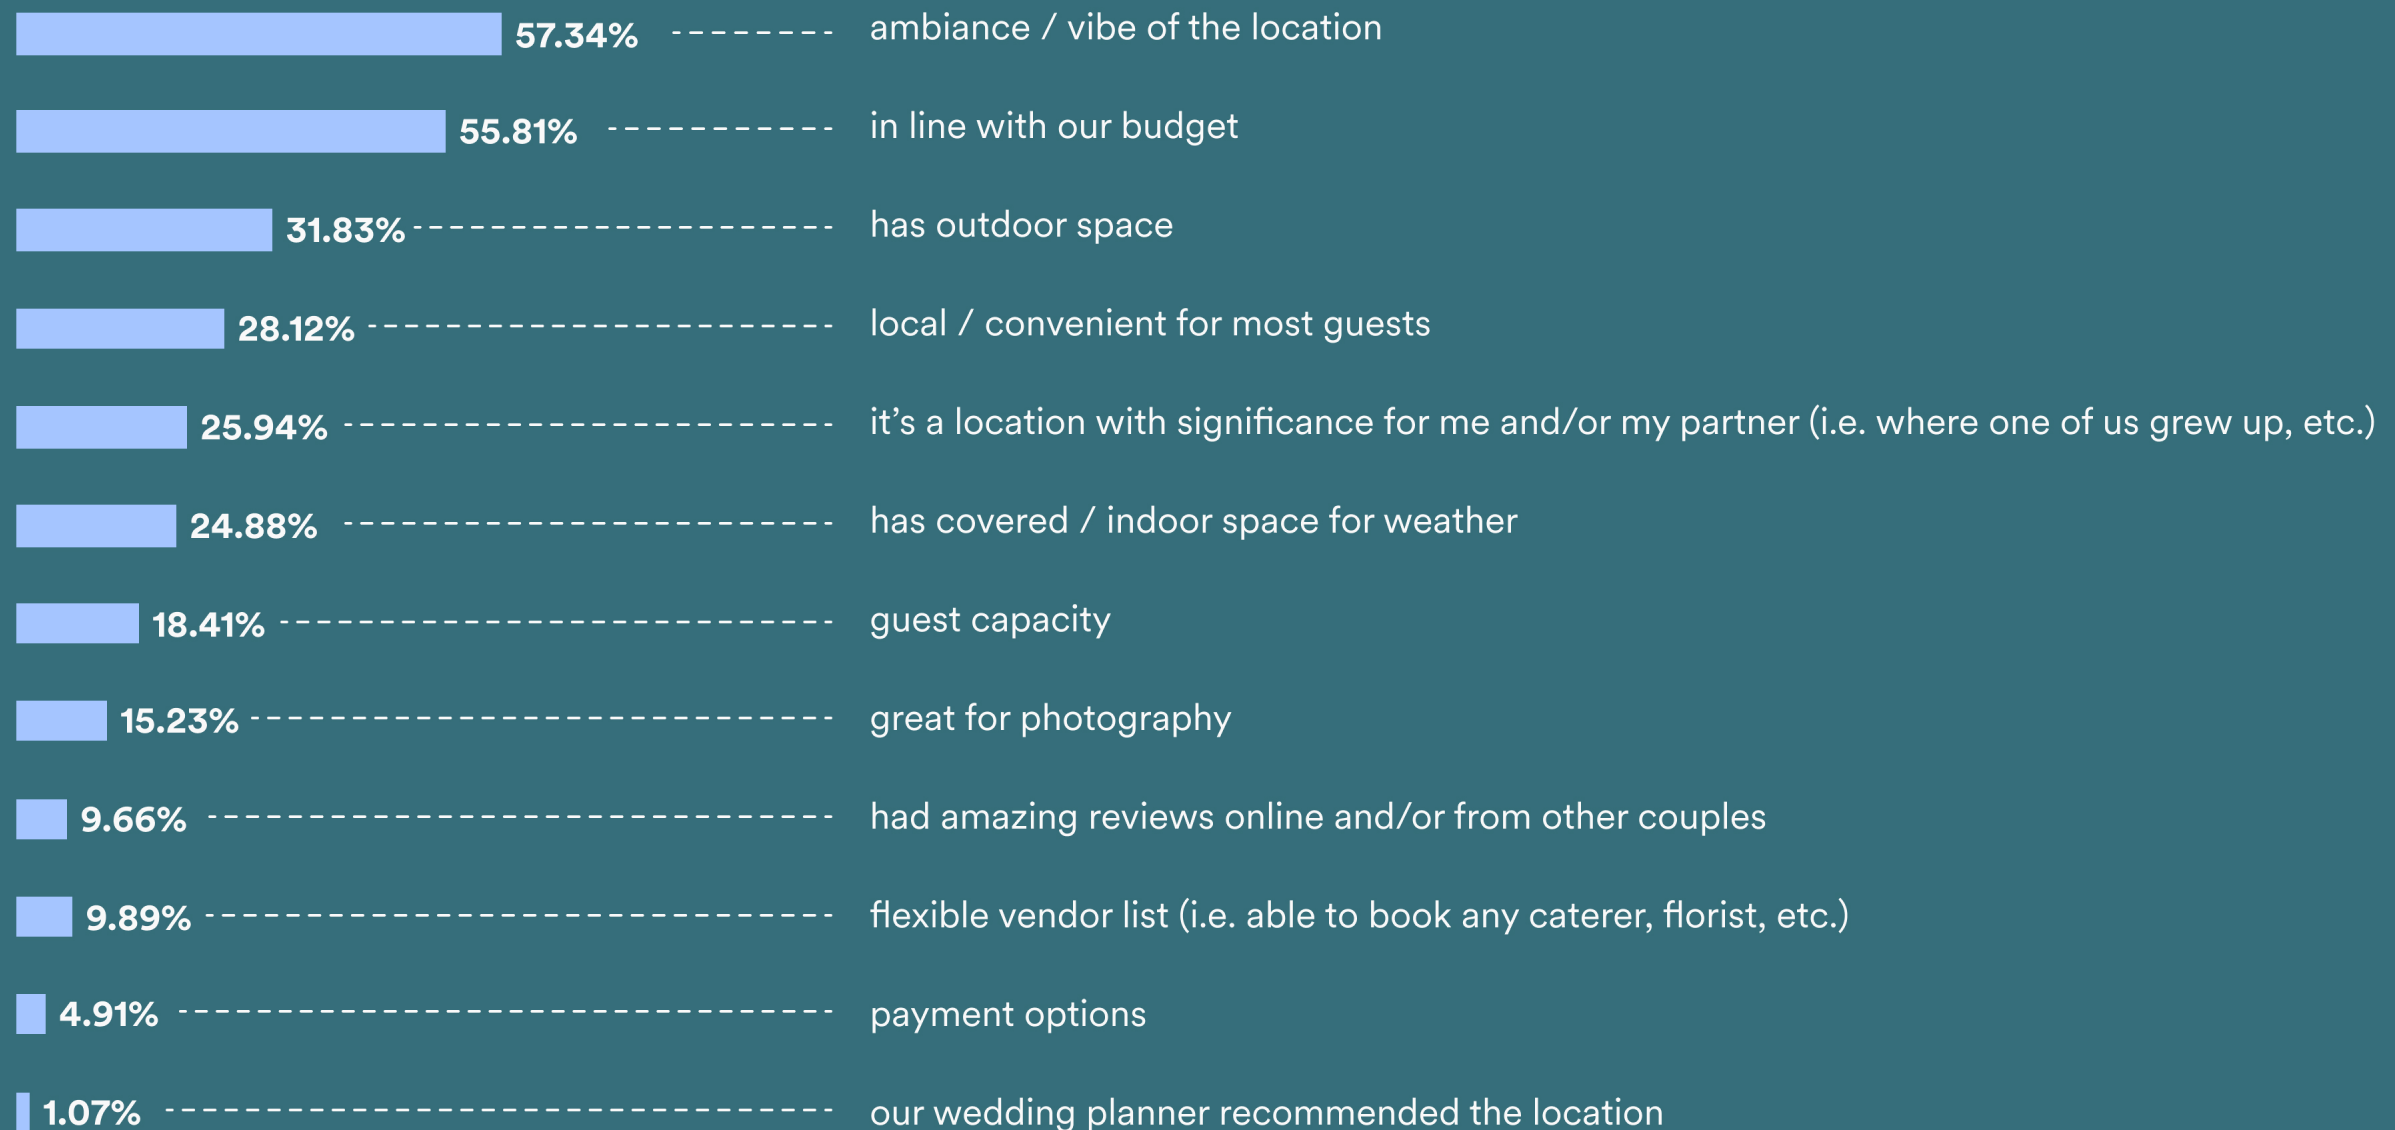 57.34% ambiance / vibe of the location
55.81% in line with our budget
31.83% has outdoor space
28.12% local / convenient for most guests
25.94% it's a location with significance for me and/or my partner (i.e. where one of us grew up, etc.)
24.88% has covered / indoor space for weather
18.41% guest capacity
15.23% great for photography
9.66% had amazing reviews online and/or from other couples
9.89% flexible vendor list (i.e. able to book any caterer, florist, etc.)
4.91% payment options
1.07% our wedding planner recommended the location